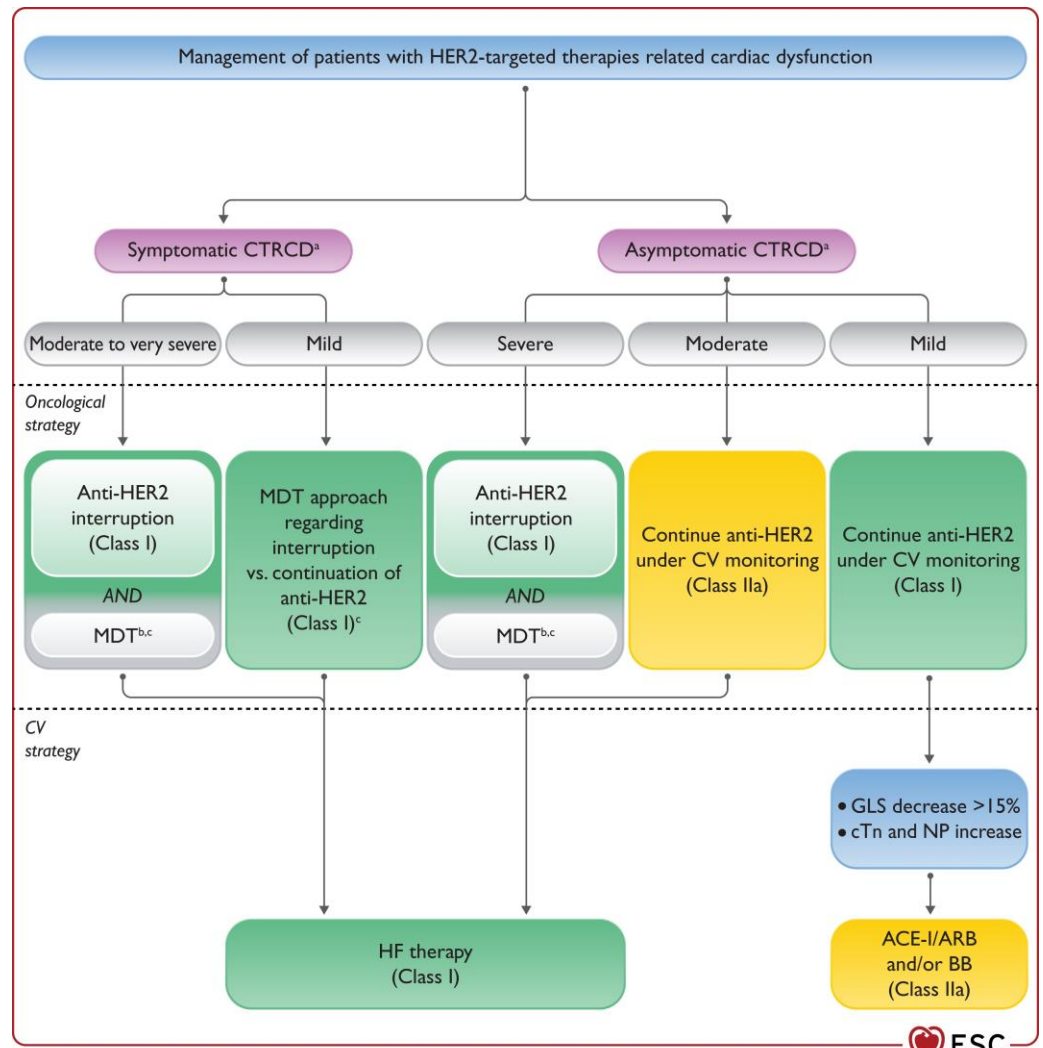 Management of patients with HER2-targeted therapies related cardiac dysfunction
Symptomatic CTRCDᵃ
Asymptomatic CTRCDᵃ
Moderate to very severe
Mild
Severe
Moderate
Mild
Oncological
strategy
Anti-HER2
interruption
(Class I)
AND
MDTᵇ,ᶜ
MDT approach
regarding
interruption
vs. continuation of
anti-HER2
(Class I)ᶜ
Anti-HER2
interruption
(Class I)
AND
MDTᵇ,ᶜ
Continue anti-HER2
under CV monitoring
(Class IIa)
Continue anti-HER2
under CV monitoring
(Class I)
CV
strategy
• GLS decrease >15%
• cTn and NP increase
HF therapy
(Class I)
ACE-I/ARB
and/or BB
(Class IIa)
ESC